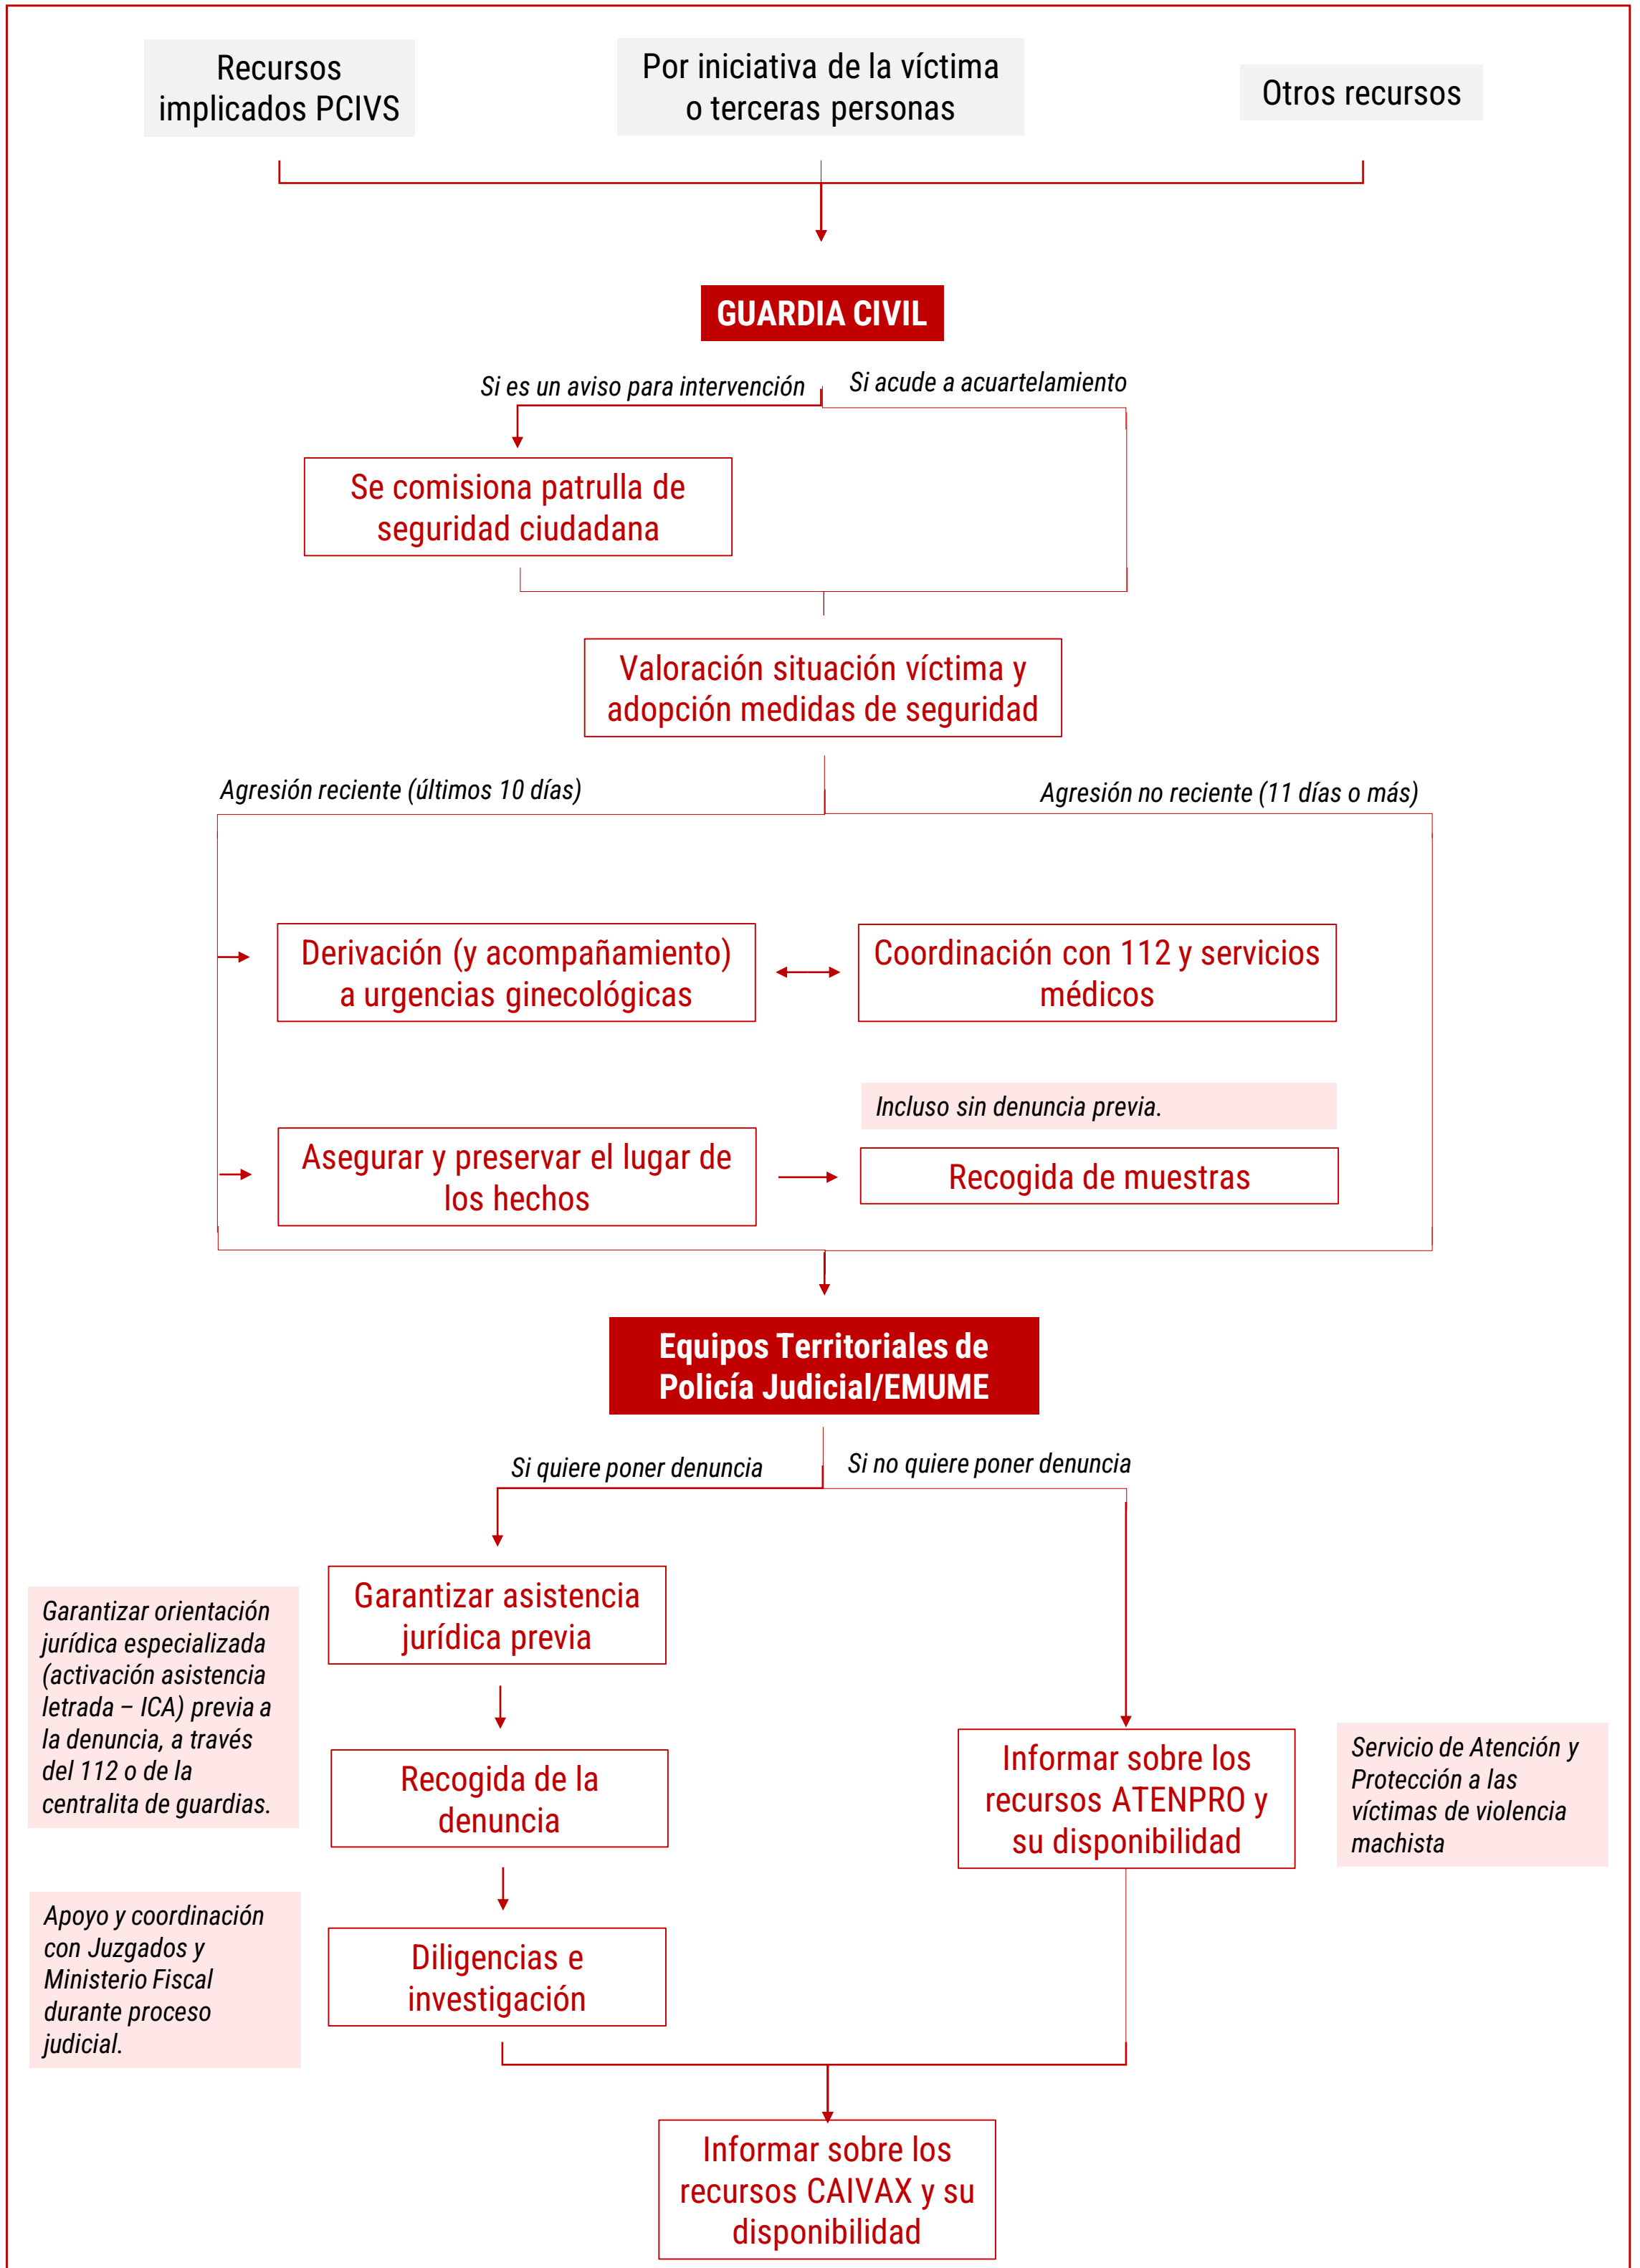 Recursos
implicados PCIVS
Por iniciativa de la víctima
o terceras personas
Otros recursos
GUARDIA CIVIL
Si es un aviso para intervención
Si acude a acuartelamiento
Se comisiona patrulla de
seguridad ciudadana
Valoración situación víctima y
adopción medidas de seguridad
Agresión reciente (últimos 10 días)
Agresión no reciente (11 días o más)
Derivación (y acompañamiento)
a urgencias ginecológicas
Coordinación con 112 y servicios
médicos
Incluso sin denuncia previa.
Asegurar y preservar el lugar de
los hechos
Recogida de muestras
Equipos Territoriales de
Policía Judicial/EMUME
Si quiere poner denuncia
Si no quiere poner denuncia
Garantizar asistencia
jurídica previa
Garantizar orientación
jurídica especializada
(activación asistencia
letrada – ICA) previa a
la denuncia, a través
del 112 o de la
centralita de guardias.
Recogida de la
denuncia
Informar sobre los
recursos ATENPRO y
su disponibilidad
Servicio de Atención y
Protección a las
víctimas de violencia
machista
Apoyo y coordinación
con Juzgados y
Ministerio Fiscal
durante proceso
judicial.
Diligencias e
investigación
Informar sobre los
recursos CAIVAX y su
disponibilidad